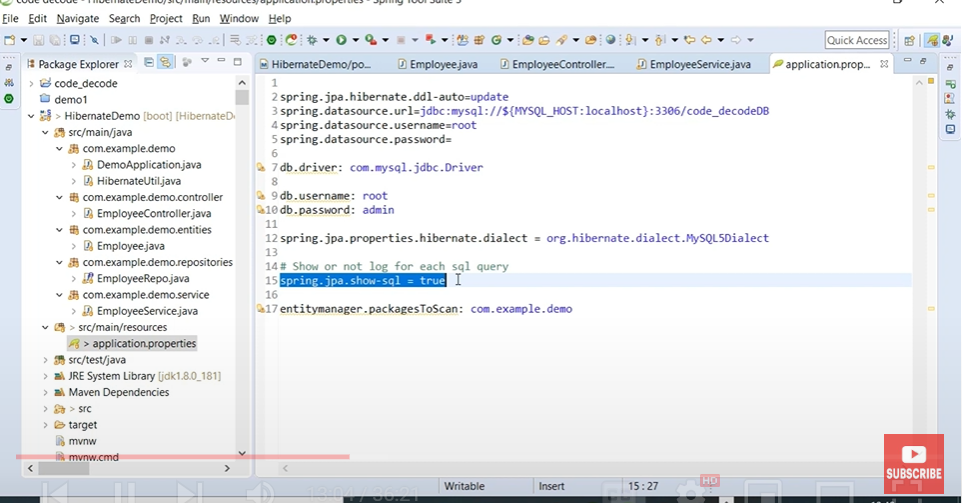 code decode - HibernateDemo/src/main/resources/application.properties - Spring Tool Suite 3
File Edit Navigate Search Project Run Window Help
Quick Access
Package Explorer
HibernateDemo/po...
Employee.java
EmployeeController....
EmployeeService.java
application.prop...
code_decode
demo1
> HibernateDemo [boot] [HibernateD
src/main/java
com.example.demo
DemoApplication.java
HibernateUtil.java
com.example.demo.controller
EmployeeController.java
com.example.demo.entities
Employee.java
com.example.demo.repositories
EmployeeRepo.java
com.example.demo.service
EmployeeService.java
> src/main/resources
> application.properties
src/test/java
JRE System Library [jdk1.8.0_181]
Maven Dependencies
> src
target
mvnw
mvnw.cmd
1
2 spring.jpa.hibernate.ddl-auto=update
3 spring.datasource.url=jdbc:mysql://${MYSQL_HOST:localhost}:3306/code_decodeDB
4 spring.datasource.username=root
5 spring.datasource.password=
6
7 db.driver: com.mysql.jdbc.Driver
8
9 db.username: root
10 db.password: admin
11
12 spring.jpa.properties.hibernate.dialect = org.hibernate.dialect.MySQL5Dialect
13
14 # Show or not log for each sql query
15 spring.jpa.show-sql = true
16
17 entitymanager.packagesToScan: com.example.demo
SUBSCRIBE
HD
Writable
Insert
15 : 27